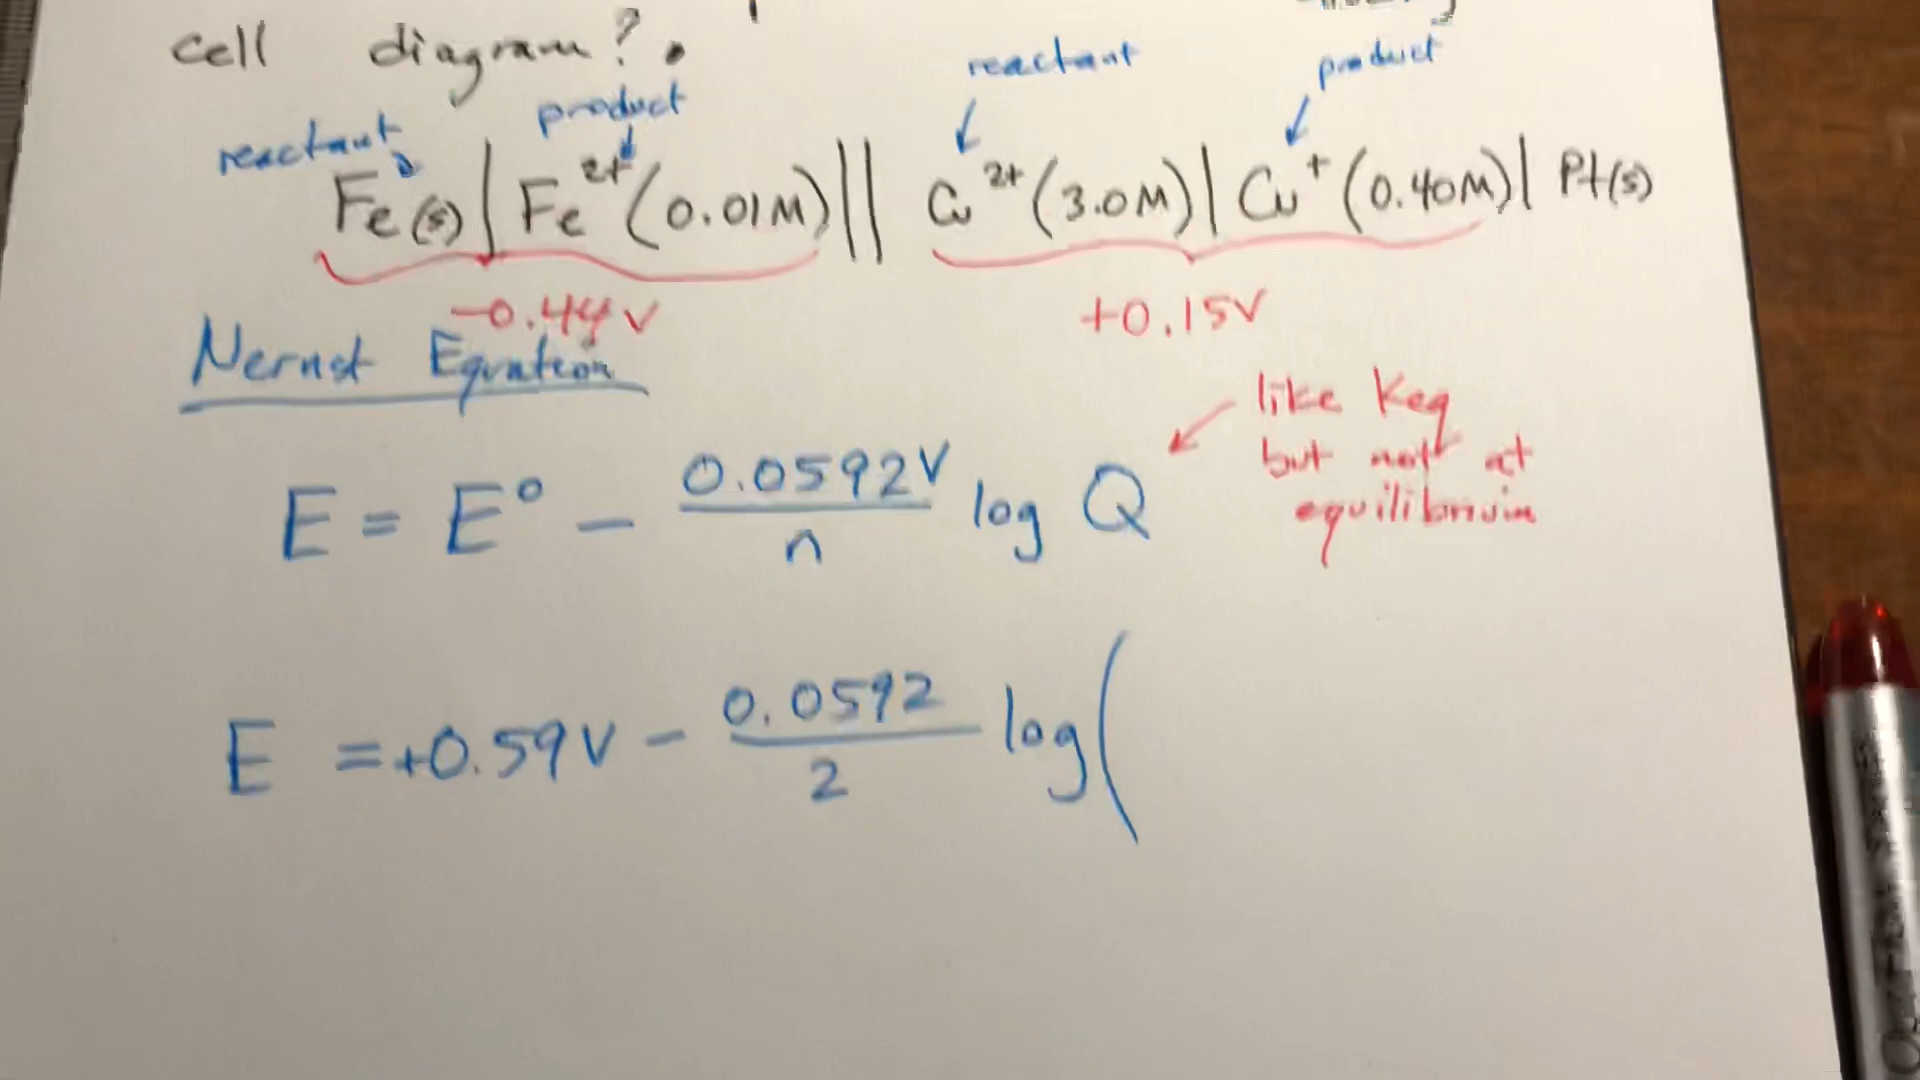 cell diagram?
reactant product reactant product
Fe(s) | Fe²⁺ (0.01M) || Cu²⁺ (3.0M) | Cu⁺ (0.40M) | Pt(s)
-0.44V +0.15V
Nernst Equation
E = E° - 0.0592V / n log Q
like Keq
but not at
equilibrium
E = +0.59V - 0.0592 / 2 log(